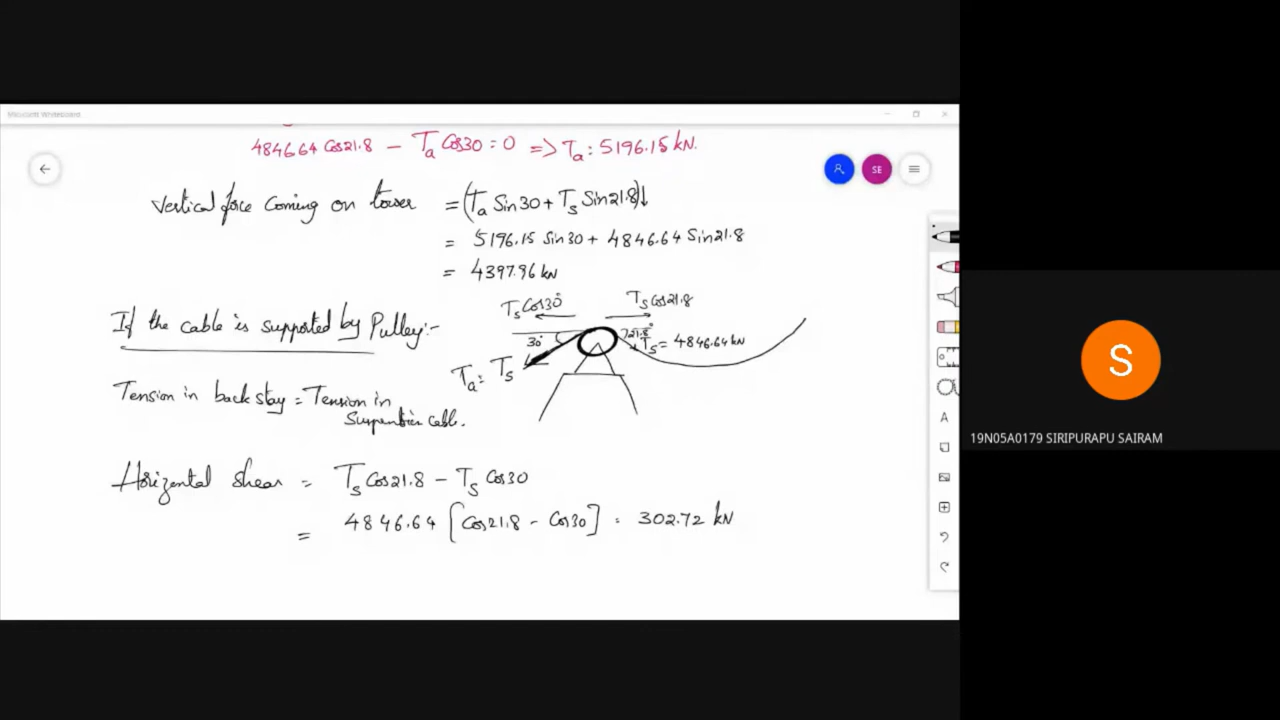 Microsoft Whiteboard
4846.64 Cos21.8 - Ta Cos30 = 0 => Ta : 5196.15 kN.
SE
Vertical force Coming on tower = (Ta Sin30 + Ts Sin21.8)↓
= 5196.15 Sin30 + 4846.64 Sin21.8
= 4397.96 kN
Ts Cos30° Ts Cos21.8
If the cable is supported by Pulley:-
30° 21.8° Ts = 4846.64 kN
Ta = Ts
Tension in back stay = Tension in
Suspension cable.
S
19N05A0179 SIRIPURAPU SAIRAM
Horizental shear = Ts Cos21.8 - Ts Cos30
= 4846.64 [Cos21.8 - Cos30] = 302.72 kN
A